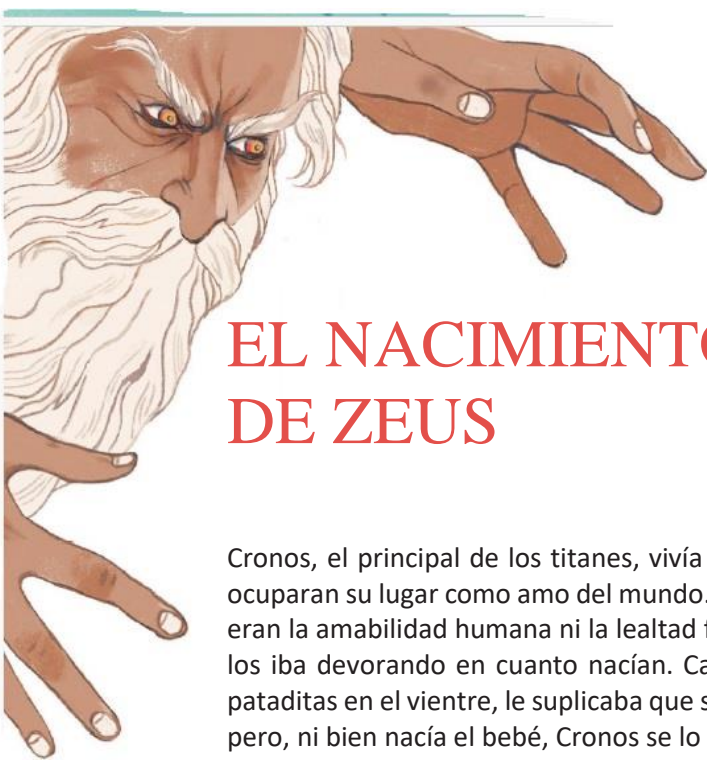 EL NACIMIENTO
DE ZEUS
Cronos, el principal de los titanes, vivía
ocuparan su lugar como amo del mundo.
eran la amabilidad humana ni la lealtad
los iba devorando en cuanto nacían.
pataditas en el vientre, le suplicaba que
pero, ni bien nacía el bebé, Cronos se lo